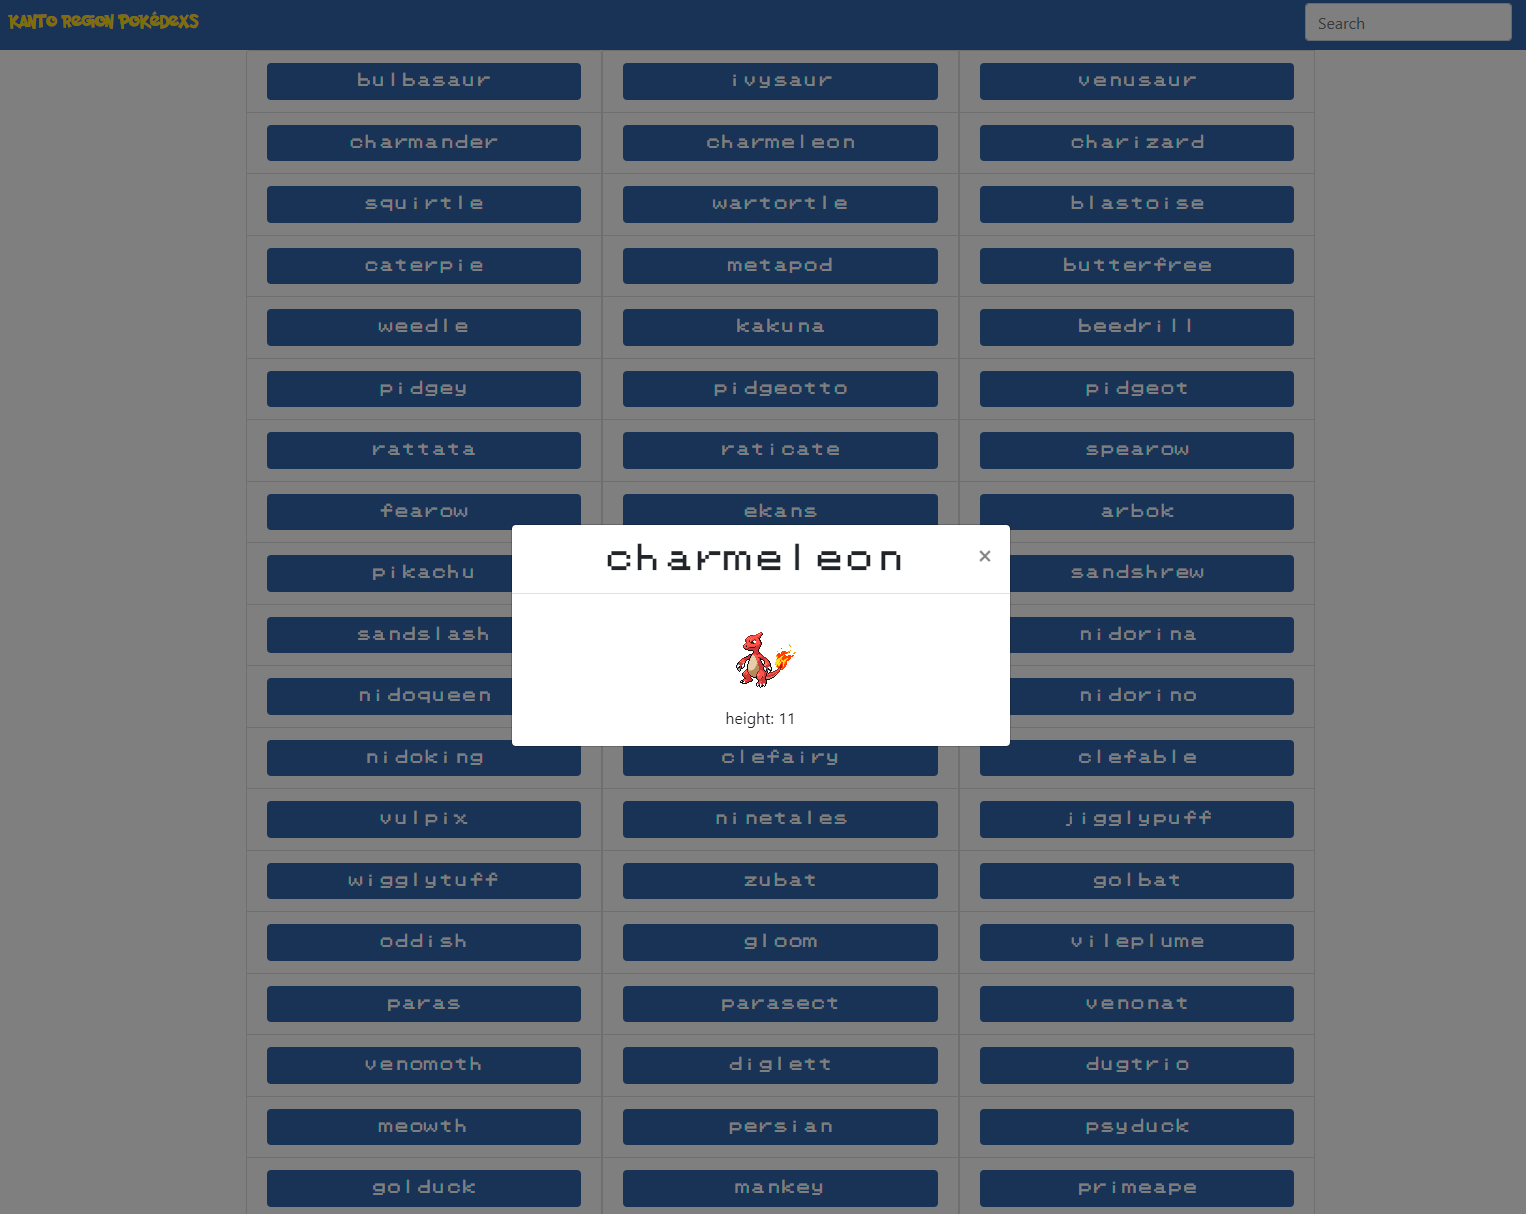 Kanto Region Pokédexs
Search
bulbasaur ivysaur venusaur
charmander charmeleon charizard
squirtle wartortle blastoise
caterpie metapod butterfree
weedle kakuna beedrill
pidgey pidgeotto pidgeot
rattata raticate spearow
fearow ekans arbok
charmeleon ×
pikachu sandshrew
sandslash nidorina
nidoqueen nidorino
height: 11
nidoking clefairy clefable
vulpix ninetales jigglypuff
wigglytuff zubat golbat
oddish gloom vileplume
paras parasect venonat
venomoth diglett dugtrio
meowth persian psyduck
golduck mankey primeape